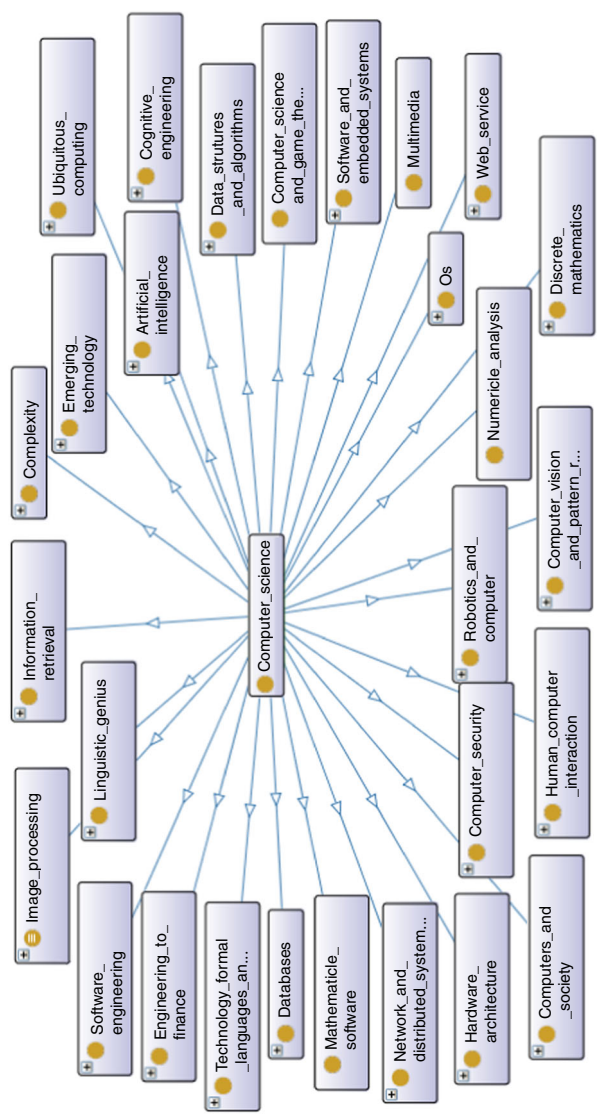 Image_processing
Information_
retrieval
Complexity
Software_
engineering
Linguistic_genius
Emerging_
technology
Ubiquitous_
computing
Engineering_to_
finance
Artificial_
intelligence
Cognitive_
engineering
Technology_formal
_languages_an...
Data_strutures
_and_algorithms
Databases
Computer_science
Computer_science
and_game_the...
Mathematicle_
software
Software_and_
embedded_systems
Network_and_
distributed_system...
Os
Multimedia
Hardware_
architecture
Computer_security
Robotics_and_
computer
Numericle_analysis
Web_service
Computers_and
_society
Human_computer
_interaction
Computer_vision
_and_pattern_r...
Discrete_
mathematics